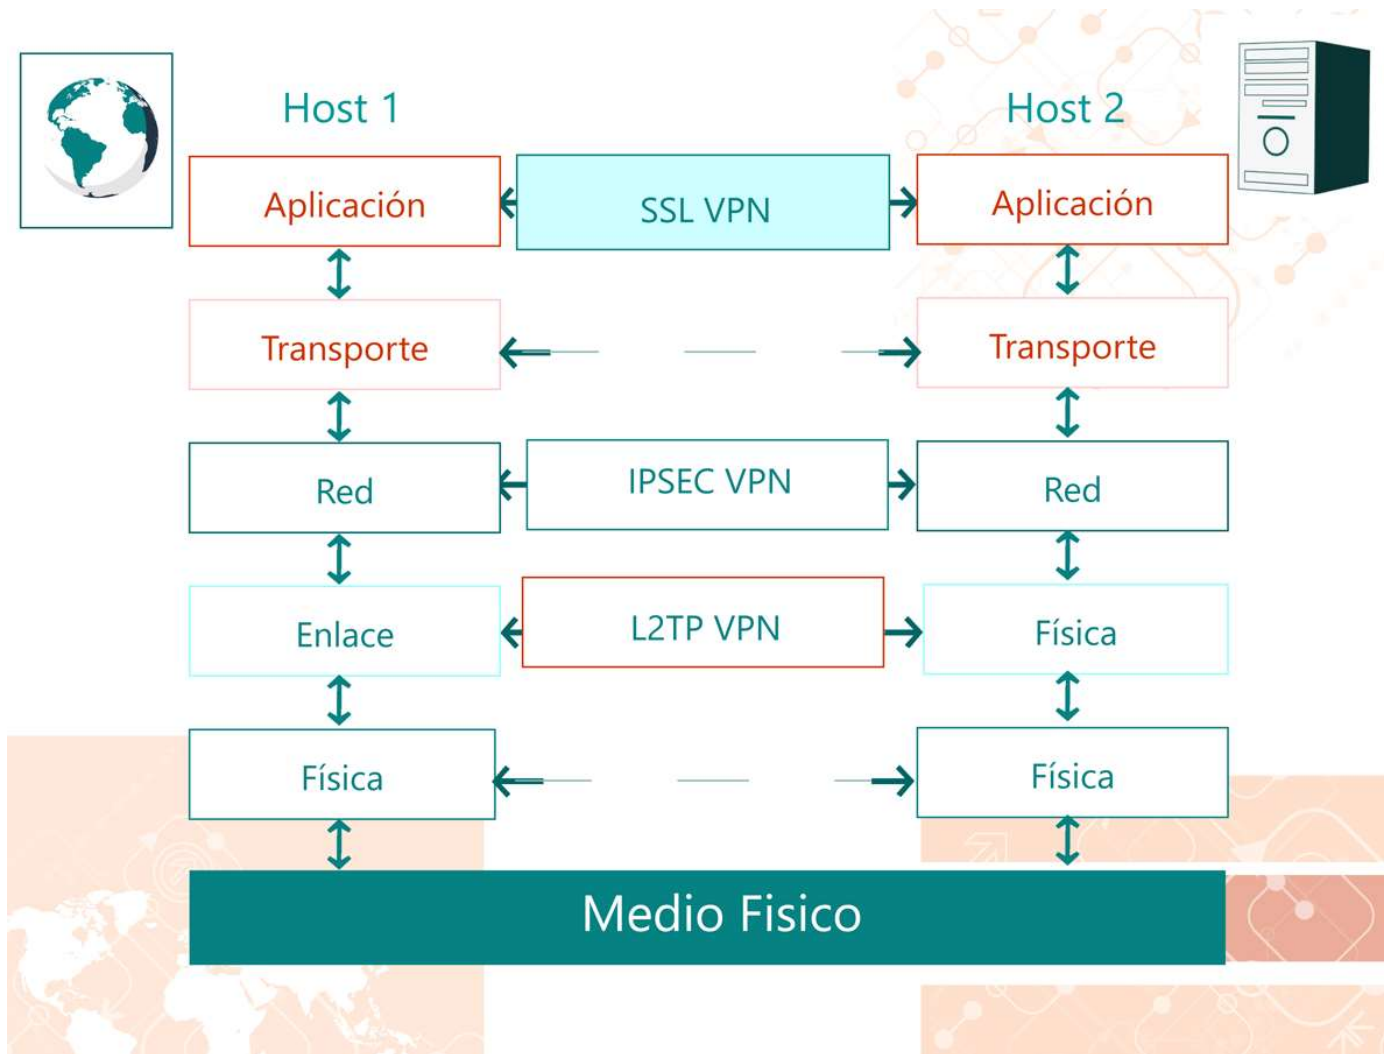 Host 1
Host 2
Aplicación
SSL VPN
Aplicación
Transporte
Transporte
Red
IPSEC VPN
Red
Enlace
L2TP VPN
Física
Física
Física
Medio Fisico